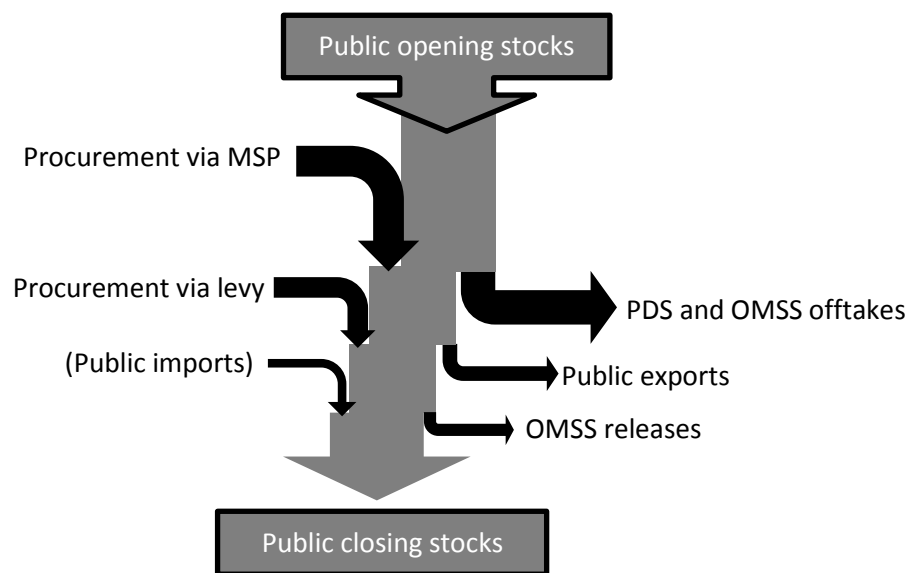 Public opening stocks
Procurement via MSP
Procurement via levy
PDS and OMSS offtakes
(Public imports)
Public exports
OMSS releases
Public closing stocks